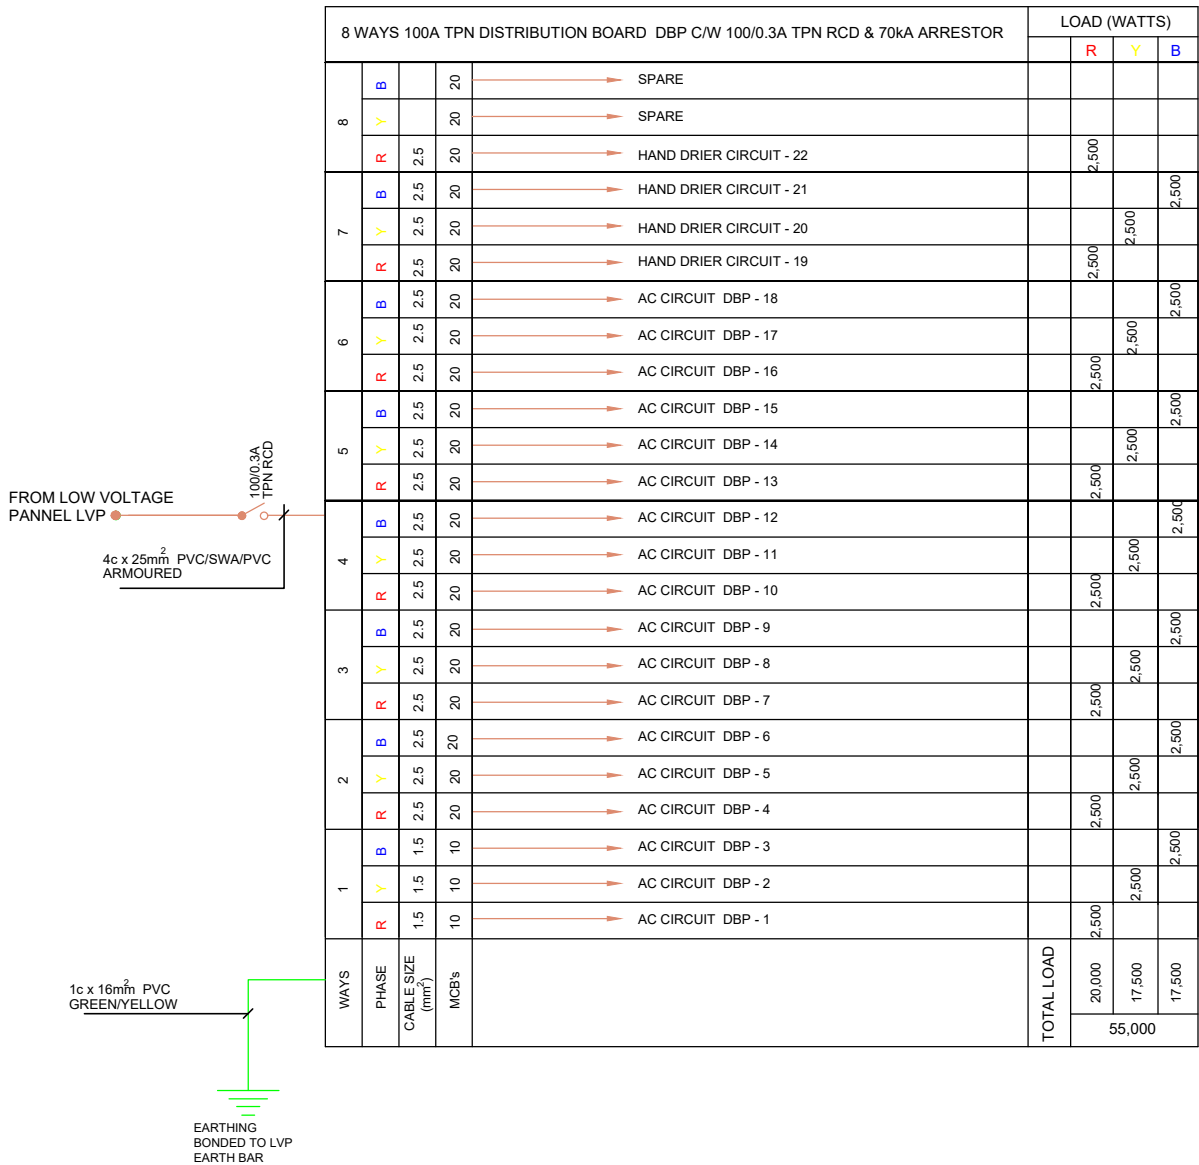 8 WAYS 100A TPN DISTRIBUTION BOARD DBP C/W 100/0.3A TPN RCD & 70kA ARRESTOR
LOAD (WATTS)
R Y B
8
B 20 SPARE
Y 20 SPARE
R 2.5 20 HAND DRIER CIRCUIT - 22 2,500
7
B 2.5 20 HAND DRIER CIRCUIT - 21 2,500
Y 2.5 20 HAND DRIER CIRCUIT - 20 2,500
R 2.5 20 HAND DRIER CIRCUIT - 19 2,500
6
B 2.5 20 AC CIRCUIT DBP - 18 2,500
Y 2.5 20 AC CIRCUIT DBP - 17 2,500
R 2.5 20 AC CIRCUIT DBP - 16 2,500
5
B 2.5 20 AC CIRCUIT DBP - 15 2,500
Y 2.5 20 AC CIRCUIT DBP - 14 2,500
R 2.5 20 AC CIRCUIT DBP - 13 2,500
4
B 2.5 20 AC CIRCUIT DBP - 12 2,500
Y 2.5 20 AC CIRCUIT DBP - 11 2,500
R 2.5 20 AC CIRCUIT DBP - 10 2,500
3
B 2.5 20 AC CIRCUIT DBP - 9 2,500
Y 2.5 20 AC CIRCUIT DBP - 8 2,500
R 2.5 20 AC CIRCUIT DBP - 7 2,500
2
B 2.5 20 AC CIRCUIT DBP - 6 2,500
Y 2.5 20 AC CIRCUIT DBP - 5 2,500
R 2.5 20 AC CIRCUIT DBP - 4 2,500
1
B 1.5 10 AC CIRCUIT DBP - 3 2,500
Y 1.5 10 AC CIRCUIT DBP - 2 2,500
R 1.5 10 AC CIRCUIT DBP - 1 2,500
WAYS
PHASE
CABLE SIZE
(mm²)
MCB's
TOTAL LOAD
20,000 17,500 17,500
55,000
100/0.3A
TPN RCD
FROM LOW VOLTAGE
PANNEL LVP
4c x 25mm² PVC/SWA/PVC
ARMOURED
1c x 16mm² PVC
GREEN/YELLOW
EARTHING
BONDED TO LVP
EARTH BAR